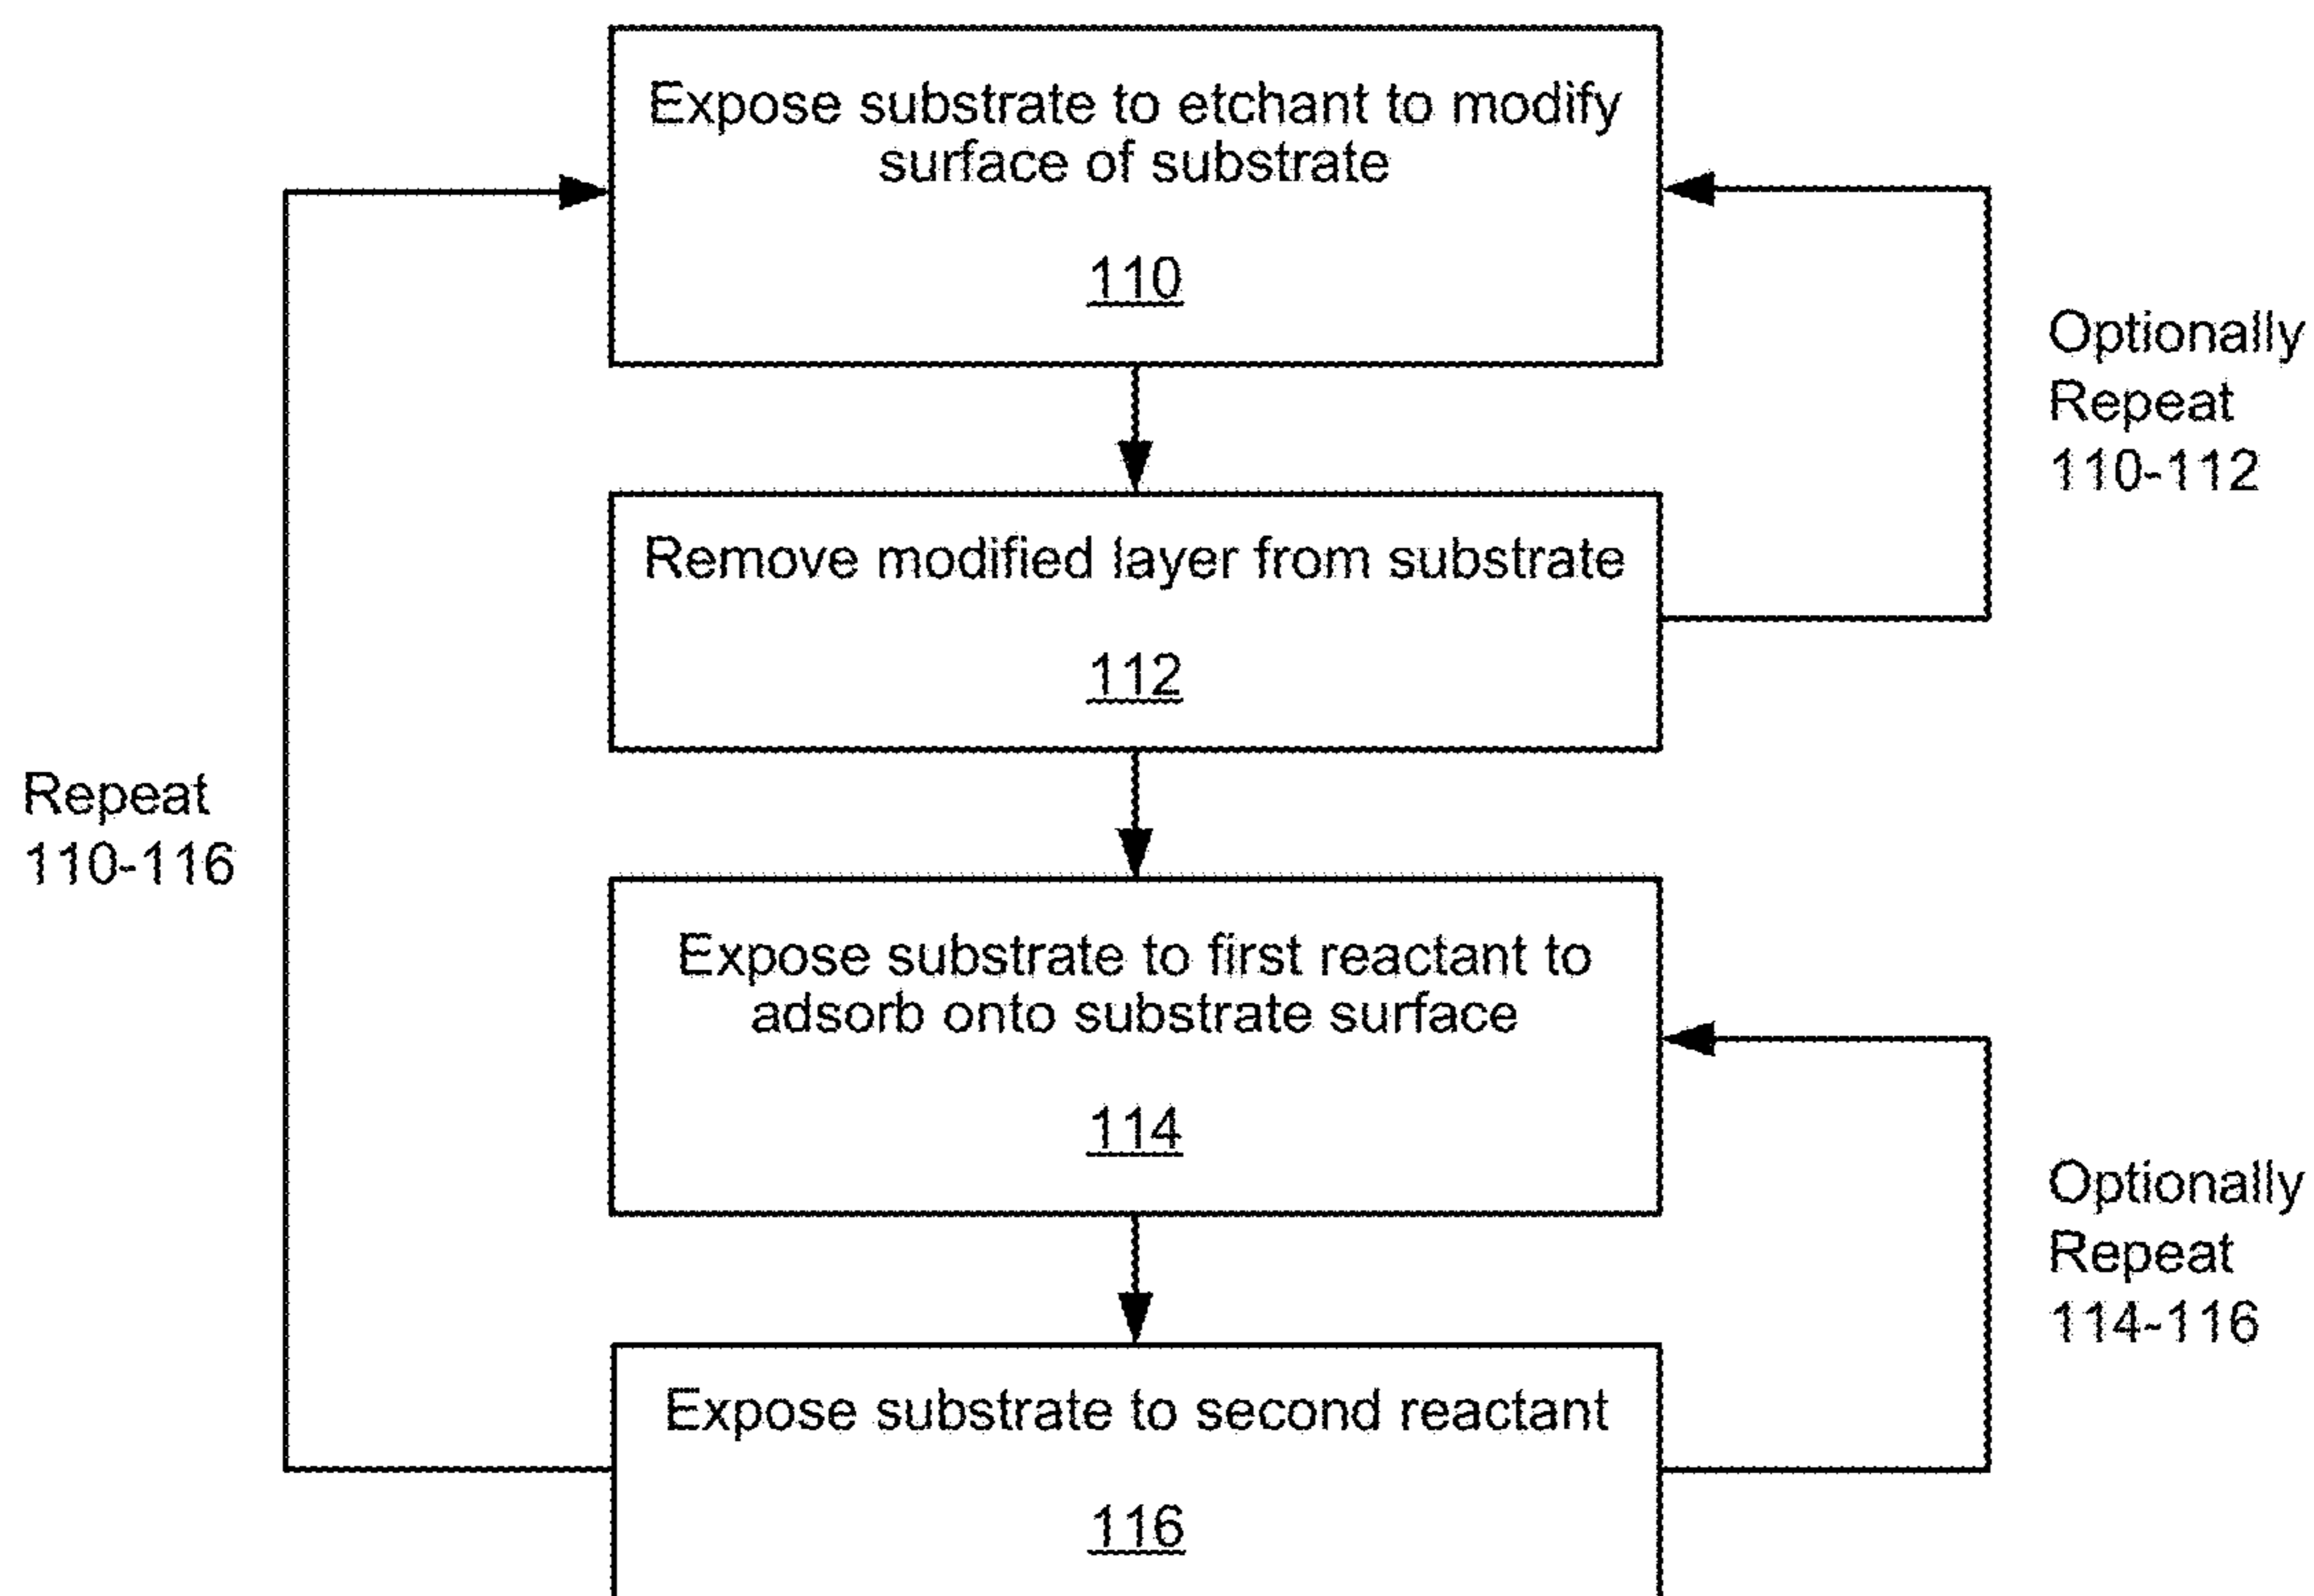 Expose substrate to etchant to modify
surface of substrate
110
Optionally
Repeat
110-112
Remove modified layer from substrate
112
Repeat
110-116
Expose substrate to first reactant to
adsorb onto substrate surface
114
Optionally
Repeat
114-116
Expose substrate to second reactant
116